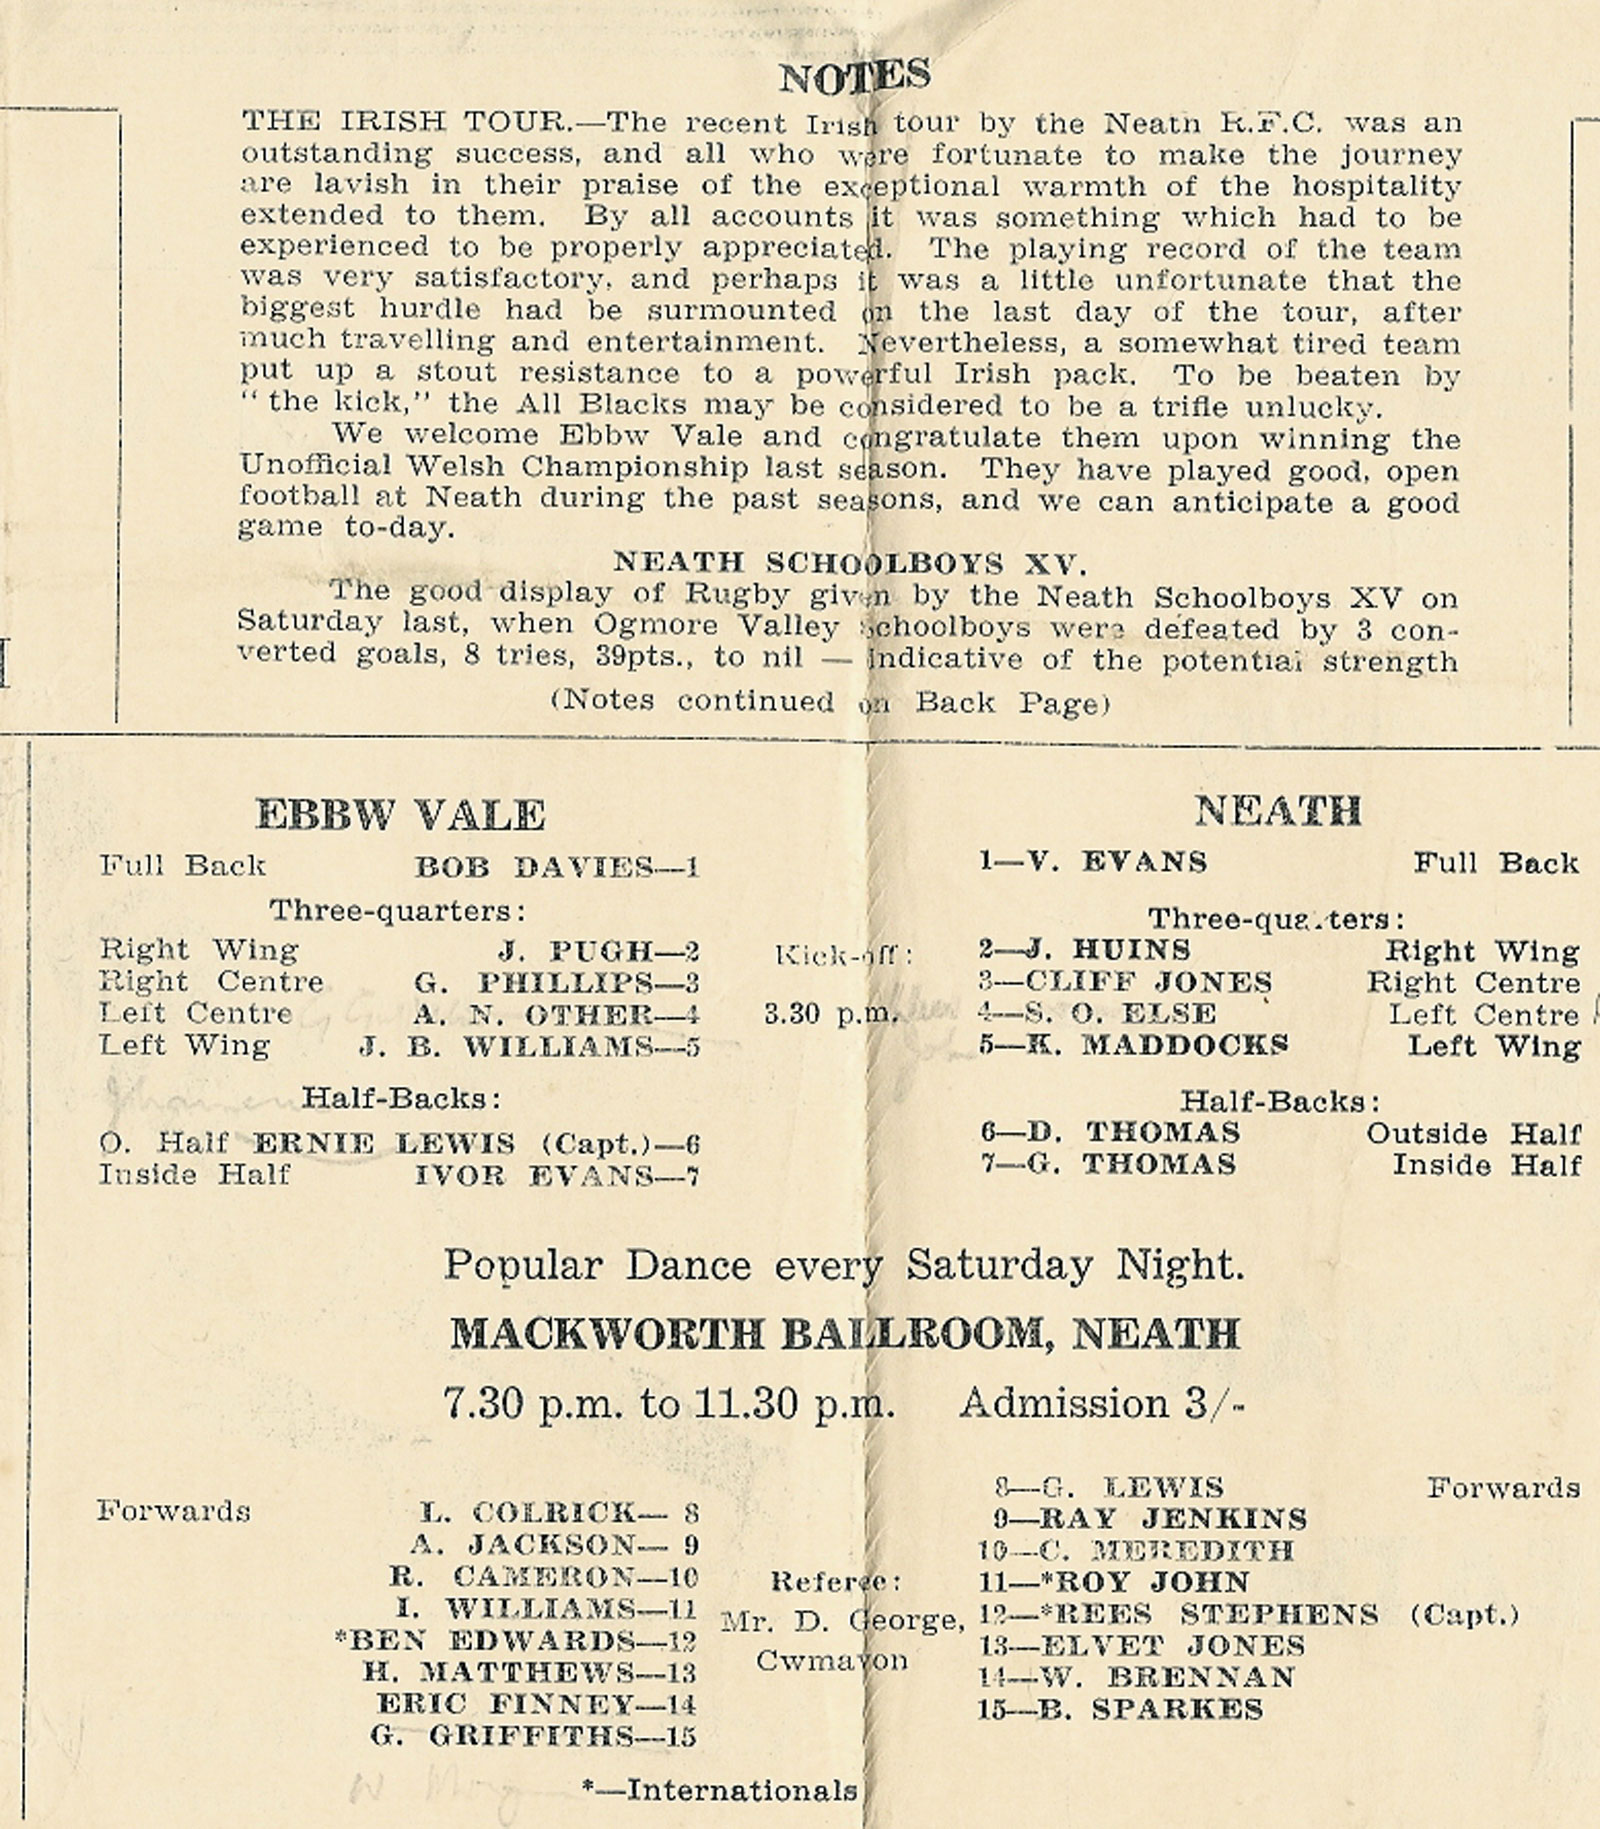 NOTES
THE IRISH TOUR.—The recent Irish tour by the Neath R.F.C. was an
outstanding success, and all who were fortunate to make the journey
are lavish in their praise of the exceptional warmth of the hospitality
extended to them. By all accounts it was something which had to be
experienced to be properly appreciated. The playing record of the team
was very satisfactory, and perhaps it was a little unfortunate that the
biggest hurdle had be surmounted on the last day of the tour, after
much travelling and entertainment. Nevertheless, a somewhat tired team
put up a stout resistance to a powerful Irish pack. To be beaten by
“the kick,” the All Blacks may be considered to be a trifle unlucky.
We welcome Ebbw Vale and congratulate them upon winning the
Unofficial Welsh Championship last season. They have played good, open
football at Neath during the past seasons, and we can anticipate a good
game to-day.
NEATH SCHOOLBOYS XV.
The good display of Rugby given by the Neath Schoolboys XV on
Saturday last, when Ogmore Valley Schoolboys were defeated by 3 con-
verted goals, 8 tries, 39pts., to nil — indicative of the potential strength
(Notes continued on Back Page)
EBBW VALE
Full Back BOB DAVIES—1
Three-quarters:
Right Wing J. PUGH—2
Right Centre G. PHILLIPS—3
Left Centre A. N. OTHER—4
Left Wing J. B. WILLIAMS—5
Half-Backs:
O. Half ERNIE LEWIS (Capt.)—6
Inside Half IVOR EVANS—7
Kick-off:
3.30 p.m.
NEATH
1—V. EVANS Full Back
Three-quarters:
2—J. HUINS Right Wing
3—CLIFF JONES Right Centre
4—S. O. ELSE Left Centre
5—K. MADDOCKS Left Wing
Half-Backs:
6—D. THOMAS Outside Half
7—G. THOMAS Inside Half
Popular Dance every Saturday Night.
MACKWORTH BALLROOM, NEATH
7.30 p.m. to 11.30 p.m. Admission 3/-
Forwards L. COLRICK— 8
A. JACKSON— 9
R. CAMERON—10
I. WILLIAMS—11
*BEN EDWARDS—12
H. MATTHEWS—13
ERIC FINNEY—14
G. GRIFFITHS—15
Referee:
Mr. D. George,
Cwmavon
8—G. LEWIS Forwards
9—RAY JENKINS
10—C. MEREDITH
11—*ROY JOHN
12—*REES STEPHENS (Capt.)
13—ELVET JONES
14—W. BRENNAN
15—B. SPARKES
*—Internationals